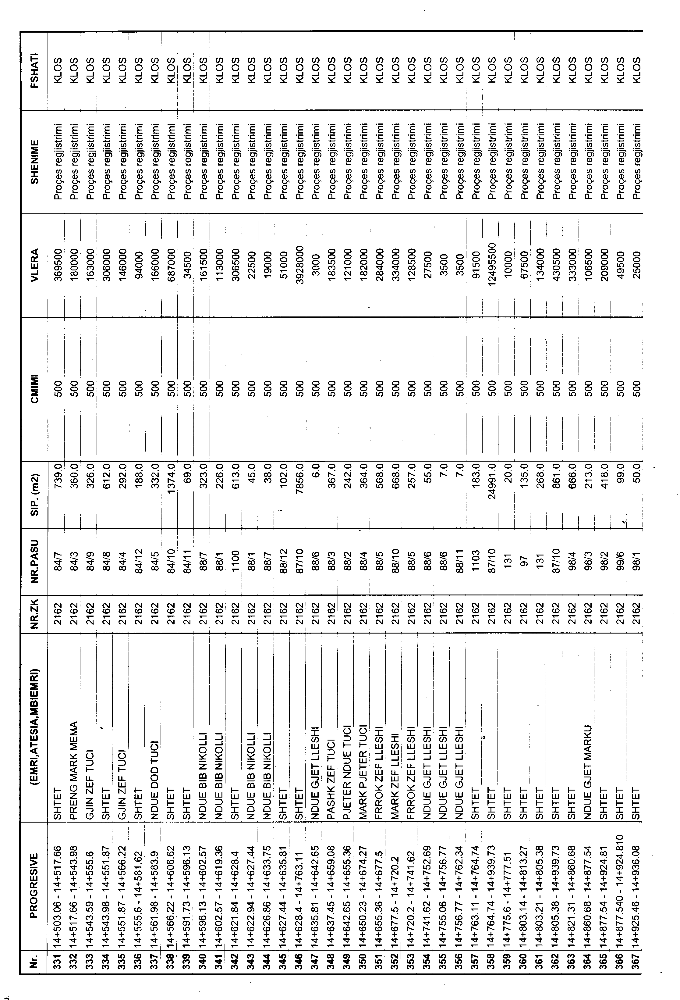 Nr. PROGRESIVE (EMRI,ATESIA,MBIEMRI) NR.ZK NR.PASU SIP. (m2) CMIMI VLERA SHENIME FSHATI
331 14+503.06 - 14+517.66 SHTET 2162 84/7 739.0 500 369500 Proçes regjistrimi KLOS
332 14+517.66 - 14+543.98 PRENG MARK MEMA 2162 84/3 360.0 500 180000 Proçes regjistrimi KLOS
333 14+543.59 - 14+555.6 GJIN ZEF TUCI 2162 84/9 326.0 500 163000 Proçes regjistrimi KLOS
334 14+543.98 - 14+551.87 SHTET 2162 84/8 612.0 500 306000 Proçes regjistrimi KLOS
335 14+551.87 - 14+566.22 GJIN ZEF TUCI 2162 84/4 292.0 500 146000 Proçes regjistrimi KLOS
336 14+555.6 - 14+581.62 SHTET 2162 84/12 188.0 500 94000 Proçes regjistrimi KLOS
337 14+561.98 - 14+583.9 NDUE DOD TUCI 2162 84/5 332.0 500 166000 Proçes regjistrimi KLOS
338 14+566.22 - 14+606.62 SHTET 2162 84/10 1374.0 500 687000 Proçes regjistrimi KLOS
339 14+591.73 - 14+596.13 SHTET 2162 84/11 69.0 500 34500 Proçes regjistrimi KLOS
340 14+596.13 - 14+602.57 NDUE BIB NIKOLLI 2162 88/7 323.0 500 161500 Proçes regjistrimi KLOS
341 14+602.57 - 14+619.36 NDUE BIB NIKOLLI 2162 88/1 226.0 500 113000 Proçes regjistrimi KLOS
342 14+621.84 - 14+628.4 SHTET 2162 1100 613.0 500 306500 Proçes regjistrimi KLOS
343 14+622.94 - 14+627.44 NDUE BIB NIKOLLI 2162 88/1 45.0 500 22500 Proçes regjistrimi KLOS
344 14+626.86 - 14+633.75 NDUE BIB NIKOLLI 2162 88/7 38.0 500 19000 Proçes regjistrimi KLOS
345 14+627.44 - 14+635.81 SHTET 2162 88/12 102.0 500 51000 Proçes regjistrimi KLOS
346 14+628.4 - 14+763.11 SHTET 2162 87/10 7856.0 500 3928000 Proçes regjistrimi KLOS
347 14+635.81 - 14+642.65 NDUE GJET LLESHI 2162 88/6 6.0 500 3000 Proçes regjistrimi KLOS
348 14+637.45 - 14+659.08 PASHK ZEF TUCI 2162 88/3 367.0 500 183500 Proçes regjistrimi KLOS
349 14+642.65 - 14+655.36 PJETER NDUE TUCI 2162 88/2 242.0 500 121000 Proçes regjistrimi KLOS
350 14+650.23 - 14+674.27 MARK PJETER TUCI 2162 88/4 364.0 500 182000 Proçes regjistrimi KLOS
351 14+655.36 - 14+677.5 FRROK ZEF LLESHI 2162 88/5 568.0 500 284000 Proçes regjistrimi KLOS
352 14+677.5 - 14+720.2 MARK ZEF LLESHI 2162 88/10 668.0 500 334000 Proçes regjistrimi KLOS
353 14+720.2 - 14+741.62 FRROK ZEF LLESHI 2162 88/5 257.0 500 128500 Proçes regjistrimi KLOS
354 14+741.62 - 14+752.69 NDUE GJET LLESHI 2162 88/6 55.0 500 27500 Proçes regjistrimi KLOS
355 14+755.06 - 14+756.77 NDUE GJET LLESHI 2162 88/6 7.0 500 3500 Proçes regjistrimi KLOS
356 14+756.77 - 14+762.34 NDUE GJET LLESHI 2162 88/11 7.0 500 3500 Proçes regjistrimi KLOS
357 14+763.11 - 14+764.74 SHTET 2162 1103 183.0 500 91500 Proçes regjistrimi KLOS
358 14+764.74 - 14+939.73 SHTET 2162 87/10 24991.0 500 12495500 Proçes regjistrimi KLOS
359 14+775.6 - 14+777.51 SHTET 2162 131 20.0 500 10000 Proçes regjistrimi KLOS
360 14+803.14 - 14+813.27 SHTET 2162 97 135.0 500 67500 Proçes regjistrimi KLOS
361 14+803.21 - 14+805.38 SHTET 2162 131 268.0 500 134000 Proçes regjistrimi KLOS
362 14+805.38 - 14+939.73 SHTET 2162 87/10 861.0 500 430500 Proçes regjistrimi KLOS
363 14+821.31 - 14+860.68 SHTET 2162 98/4 666.0 500 333000 Proçes regjistrimi KLOS
364 14+860.68 - 14+877.54 NDUE GJET MARKU 2162 98/3 213.0 500 106500 Proçes regjistrimi KLOS
365 14+877.54 - 14+924.81 SHTET 2162 98/2 418.0 500 209000 Proçes regjistrimi KLOS
366 14+877.540 - 14+924.810 SHTET 2162 99/6 99.0 500 49500 Proçes regjistrimi KLOS
367 14+925.46 - 14+936.08 SHTET 2162 98/1 50.0 500 25000 Proçes regjistrimi KLOS